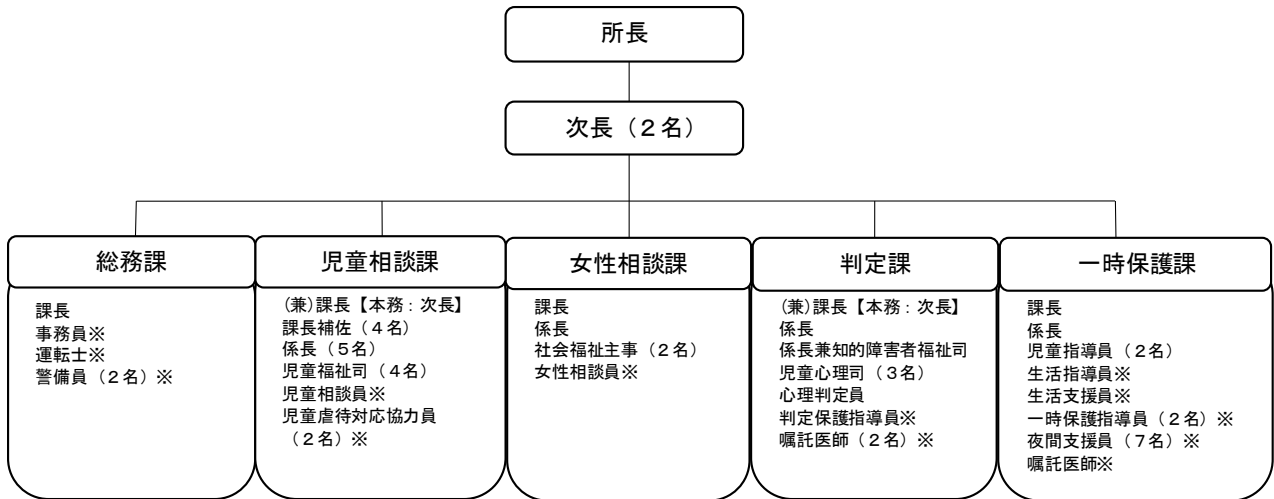 所長
次長（２名）
総務課
課長
事務員※
運転士※
警備員（２名）※
児童相談課
(兼)課長【本務：次長】
課長補佐（４名）
係長（５名）
児童福祉司（４名）
児童相談員※
児童虐待対応協力員
（２名）※
女性相談課
課長
係長
社会福祉主事（２名）
女性相談員※
判定課
(兼)課長【本務：次長】
係長
係長兼知的障害者福祉司
児童心理司（３名）
心理判定員
判定保護指導員※
嘱託医師（２名）※
一時保護課
課長
係長
児童指導員（２名）
生活指導員※
生活支援員※
一時保護指導員（２名）※
夜間支援員（７名）※
嘱託医師※